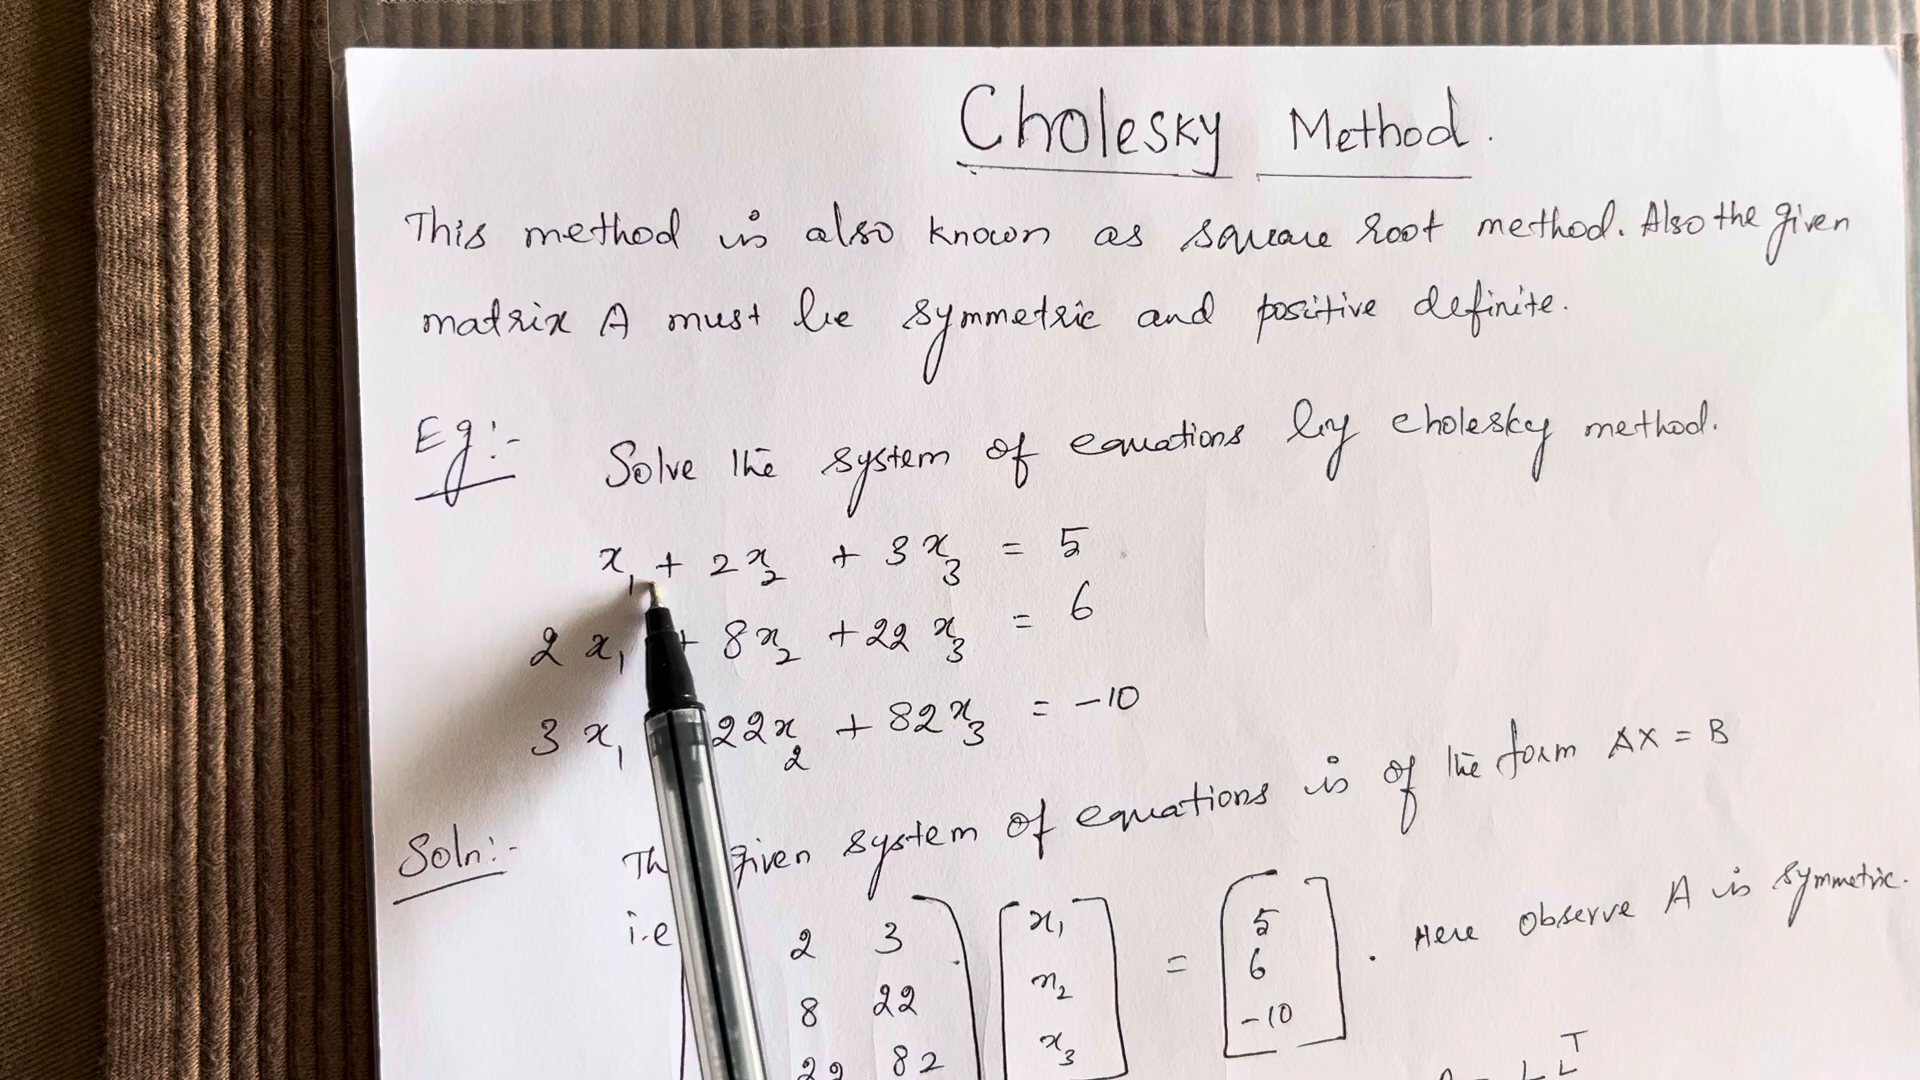 Cholesky Method.
This method is also known as square root method. Also the given
matrix A must be symmetric and positive definite.
Eg:- Solve the system of equations by cholesky method.
x₁ + 2x₂ + 3x₃ = 5
2x₁ + 8x₂ + 22x₃ = 6
3x₁ 22x₂ + 82x₃ = -10
Soln:- given system of equations is of the form AX = B
i.e 2 3 x₁ = 5 . Here observe A is symmetric.
8 22 x₂ 6
22 82 x₃ -10
LLᵀ